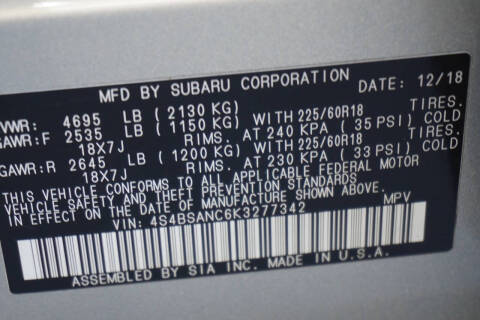 MFD BY SUBARU CORPORATION DATE: 12/18
GVWR: 4695 LB (2130 KG)
GAWR:F 2535 LB (1150 KG) WITH 225/60R18 TIRES.
18X7J RIMS. AT 240 KPA (35 PSI) COLD
GAWR:R 2645 LB (1200 KG) WITH 225/60R18 TIRES.
18X7J RIMS. AT 230 KPA (33 PSI) COLD
THIS VEHICLE CONFORMS TO ALL APPLICABLE FEDERAL MOTOR
VEHICLE SAFETY AND THEFT PREVENTION STANDARDS
IN EFFECT ON THE DATE OF MANUFACTURE SHOWN ABOVE.
VIN: 4S4BSANC6K3277342 MPV
ASSEMBLED BY SIA INC. MADE IN U.S.A.